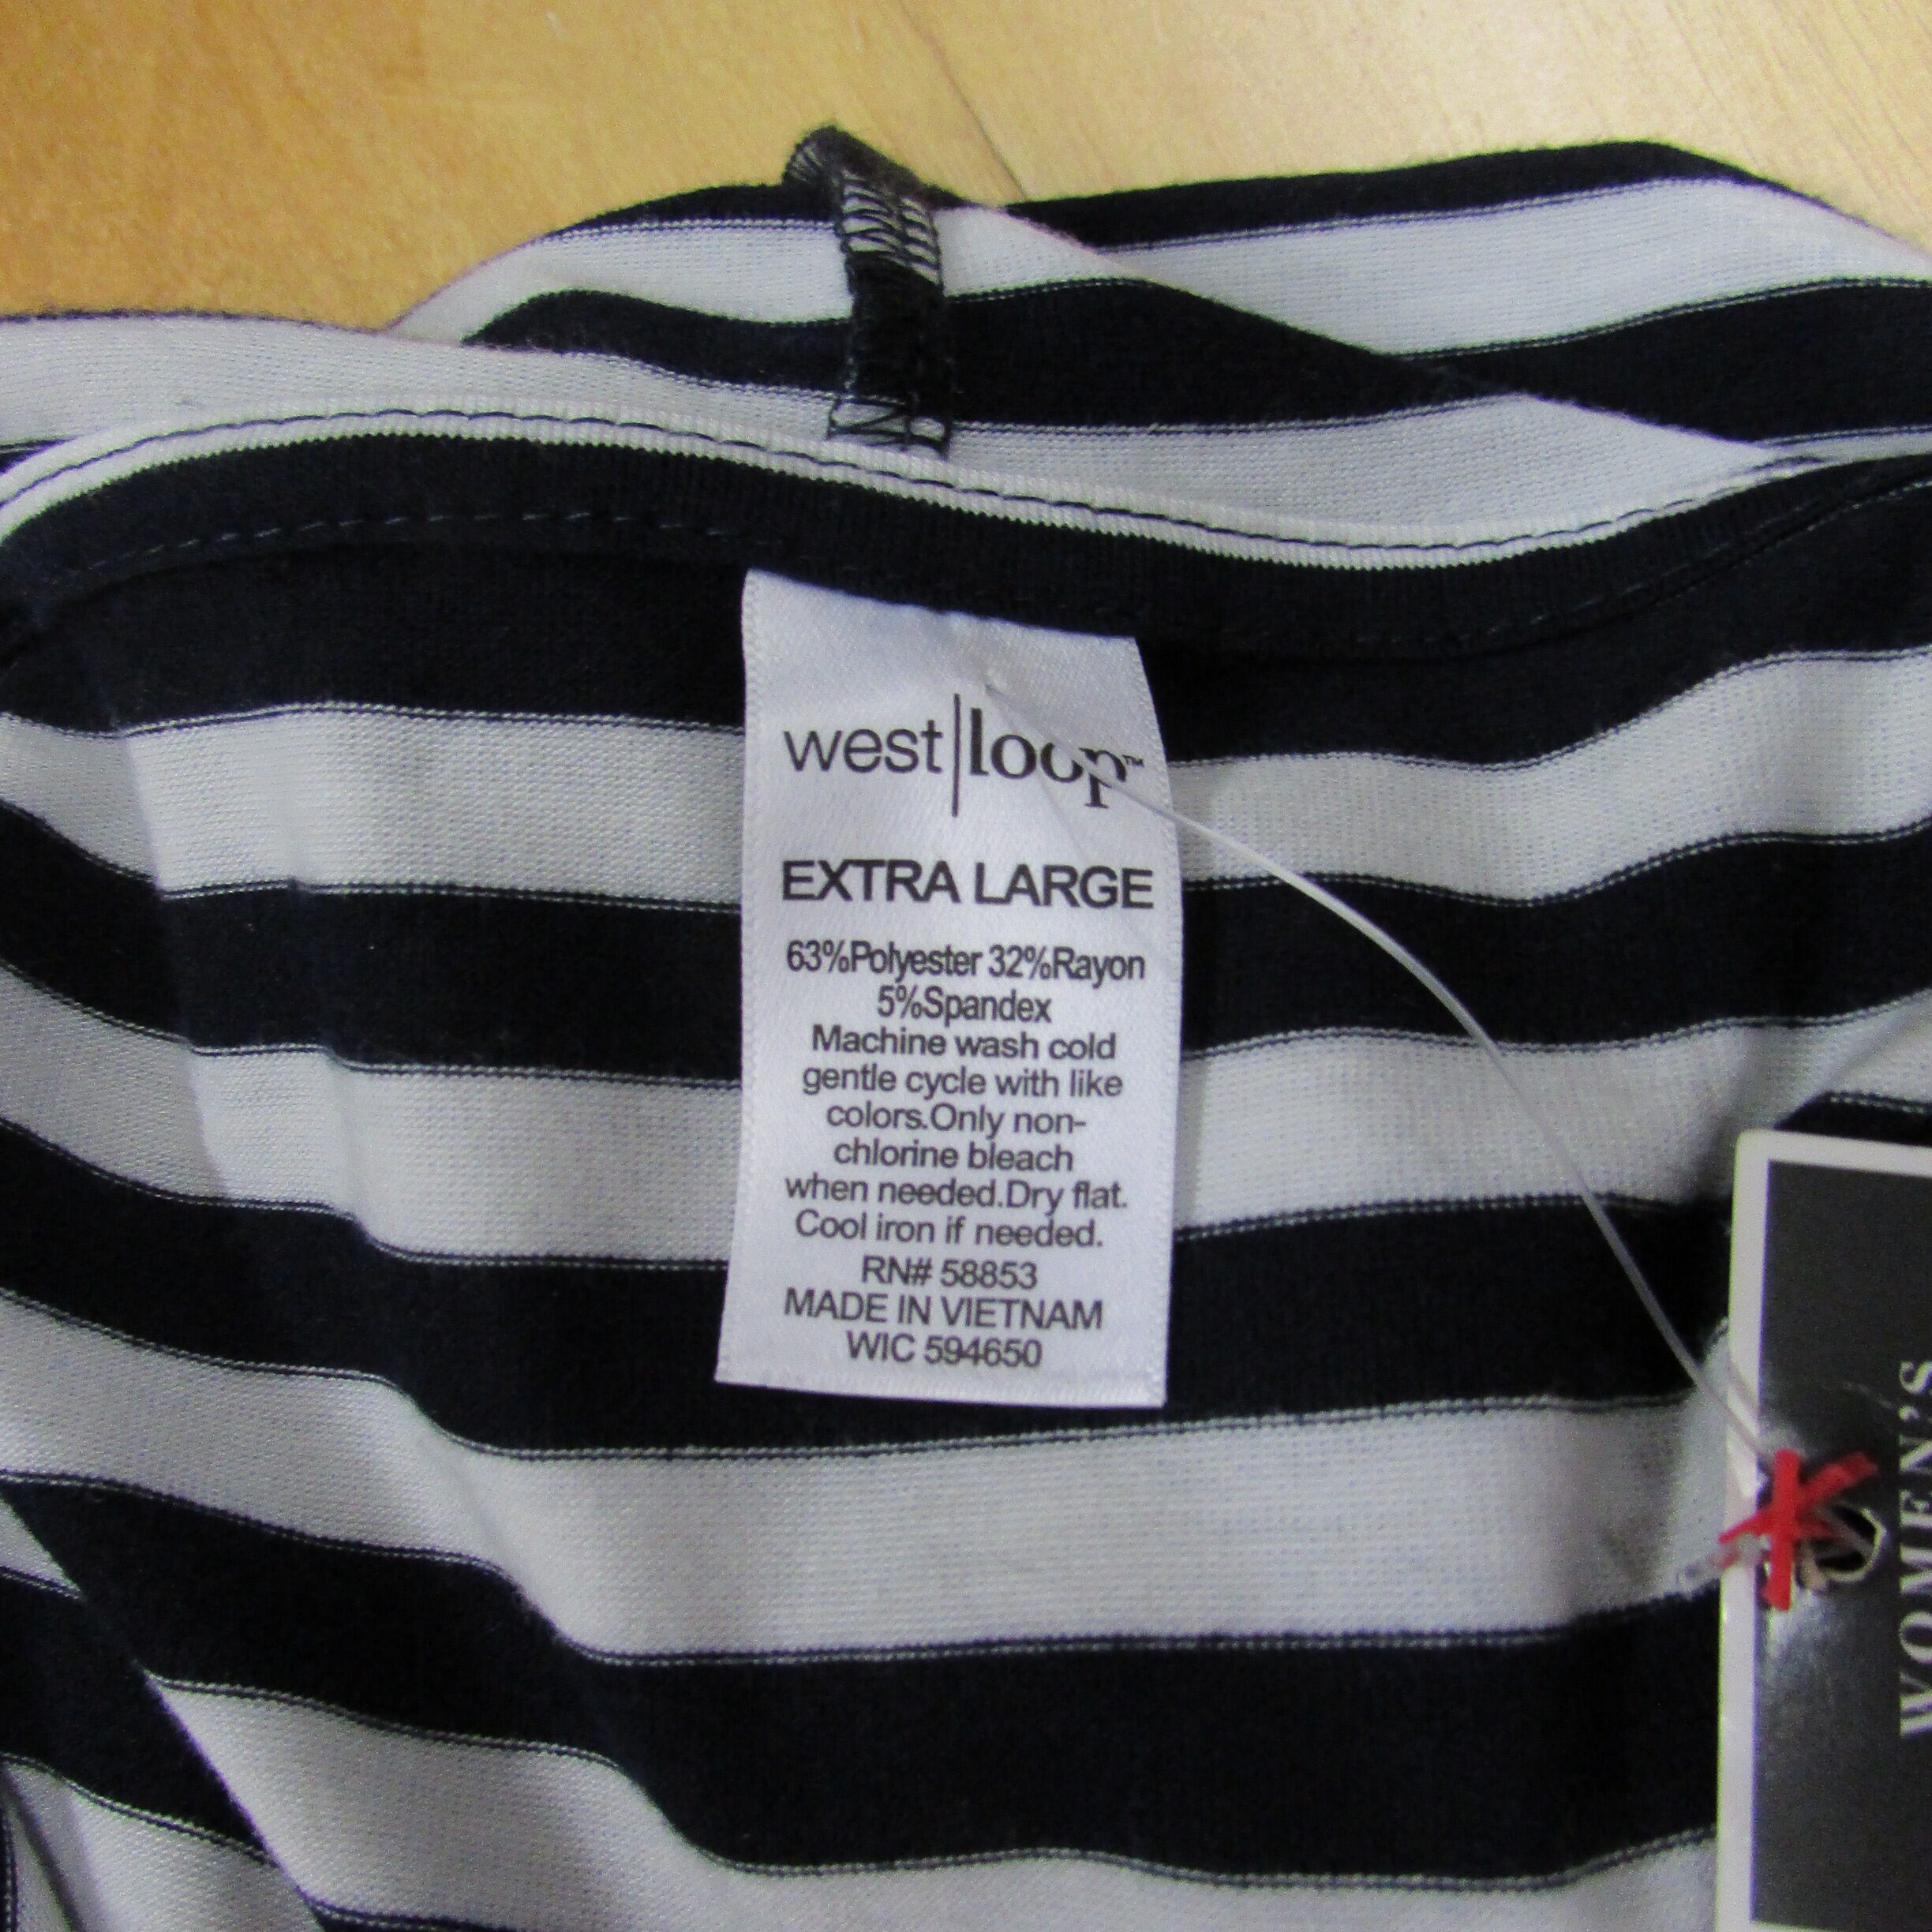 west|loop™
EXTRA LARGE
63%Polyester 32%Rayon
5%Spandex
Machine wash cold
gentle cycle with like
colors.Only non-
chlorine bleach
when needed.Dry flat.
Cool iron if needed.
RN# 58853
MADE IN VIETNAM
WIC 594650
WOMEN'S